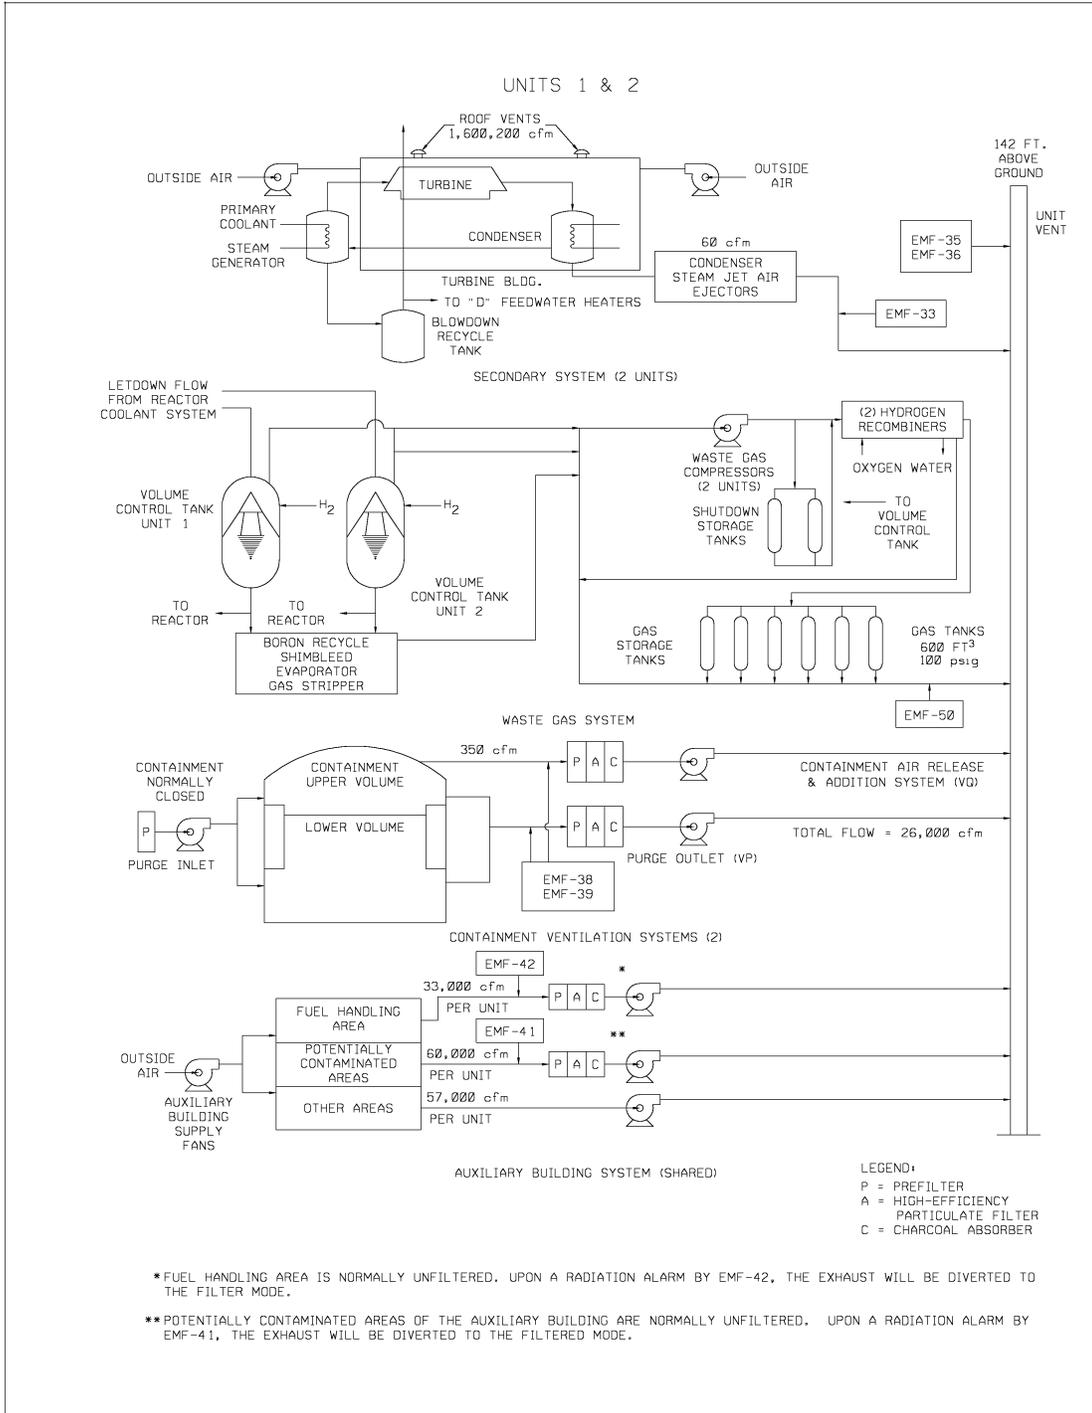 UNITS 1 & 2
ROOF VENTS
1,600,200 cfm
142 FT.
ABOVE
GROUND
OUTSIDE AIR
TURBINE
OUTSIDE
AIR
PRIMARY
COOLANT
STEAM
GENERATOR
CONDENSER
60 cfm
CONDENSER
STEAM JET AIR
EJECTORS
EMF-35
EMF-36
UNIT
VENT
TURBINE BLDG.
TO "D" FEEDWATER HEATERS
EMF-33
BLOWDOWN
RECYCLE
TANK
SECONDARY SYSTEM (2 UNITS)
LETDOWN FLOW
FROM REACTOR
COOLANT SYSTEM
(2) HYDROGEN
RECOMBINERS
WASTE GAS
COMPRESSORS
(2 UNITS)
OXYGEN WATER
VOLUME
CONTROL TANK
UNIT 1
H2
H2
SHUTDOWN
STORAGE
TANKS
TO
VOLUME
CONTROL
TANK
VOLUME
CONTROL TANK
UNIT 2
TO
REACTOR
TO
REACTOR
BORON RECYCLE
SHIMBLEED
EVAPORATOR
GAS STRIPPER
GAS
STORAGE
TANKS
GAS TANKS
600 FT3
100 psig
EMF-50
WASTE GAS SYSTEM
350 cfm
CONTAINMENT
NORMALLY
CLOSED
CONTAINMENT
UPPER VOLUME
P A C
CONTAINMENT AIR RELEASE
& ADDITION SYSTEM (VQ)
P
LOWER VOLUME
P A C
TOTAL FLOW = 26,000 cfm
PURGE INLET
PURGE OUTLET (VP)
EMF-38
EMF-39
CONTAINMENT VENTILATION SYSTEMS (2)
EMF-42
*
33,000 cfm
PER UNIT
P A C
FUEL HANDLING
AREA
EMF-41
**
POTENTIALLY
CONTAMINATED
AREAS
60,000 cfm
PER UNIT
P A C
OUTSIDE
AIR
OTHER AREAS
57,000 cfm
PER UNIT
AUXILIARY
BUILDING
SUPPLY
FANS
AUXILIARY BUILDING SYSTEM (SHARED)
LEGEND:
P = PREFILTER
A = HIGH-EFFICIENCY
PARTICULATE FILTER
C = CHARCOAL ABSORBER
* FUEL HANDLING AREA IS NORMALLY UNFILTERED. UPON A RADIATION ALARM BY EMF-42, THE EXHAUST WILL BE DIVERTED TO
THE FILTER MODE.
** POTENTIALLY CONTAMINATED AREAS OF THE AUXILIARY BUILDING ARE NORMALLY UNFILTERED. UPON A RADIATION ALARM BY
EMF-41, THE EXHAUST WILL BE DIVERTED TO THE FILTERED MODE.